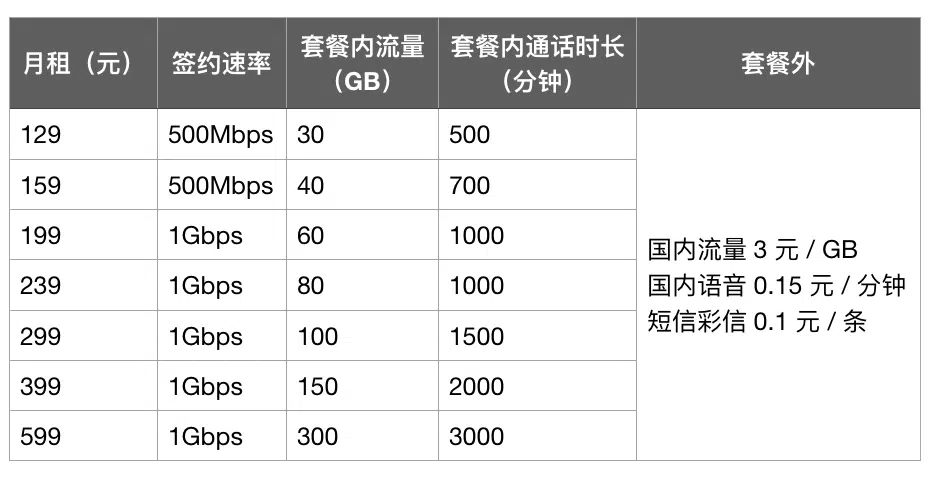 月租（元） 签约速率 套餐内流量（GB） 套餐内通话时长（分钟） 套餐外
129 500Mbps 30 500
159 500Mbps 40 700
199 1Gbps 60 1000
239 1Gbps 80 1000
299 1Gbps 100 1500
399 1Gbps 150 2000
599 1Gbps 300 3000
国内流量 3 元 / GB
国内语音 0.15 元 / 分钟
短信彩信 0.1 元 / 条